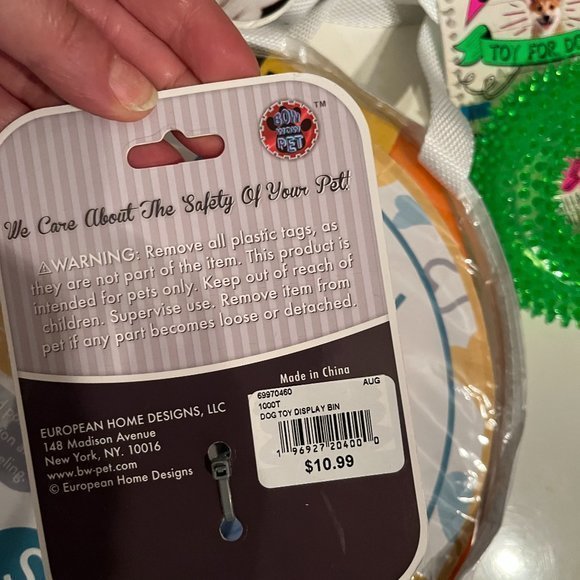 TOY FOR DO
BOW
WOW
PET
™
We Care About The Safety Of Your Pet!
⚠WARNING: Remove all plastic tags, as
they are not part of the item. This product is
intended for pets only. Keep out of reach of
children. Supervise use. Remove item from
pet if any part becomes loose or detached.
Made in China
EUROPEAN HOME DESIGNS, LLC
148 Madison Avenue
New York, NY. 10016
www.bw-pet.com
© European Home Designs
69970460 AUG
1000T
DOG TOY DISPLAY BIN
1 96927 20400 0
$10.99